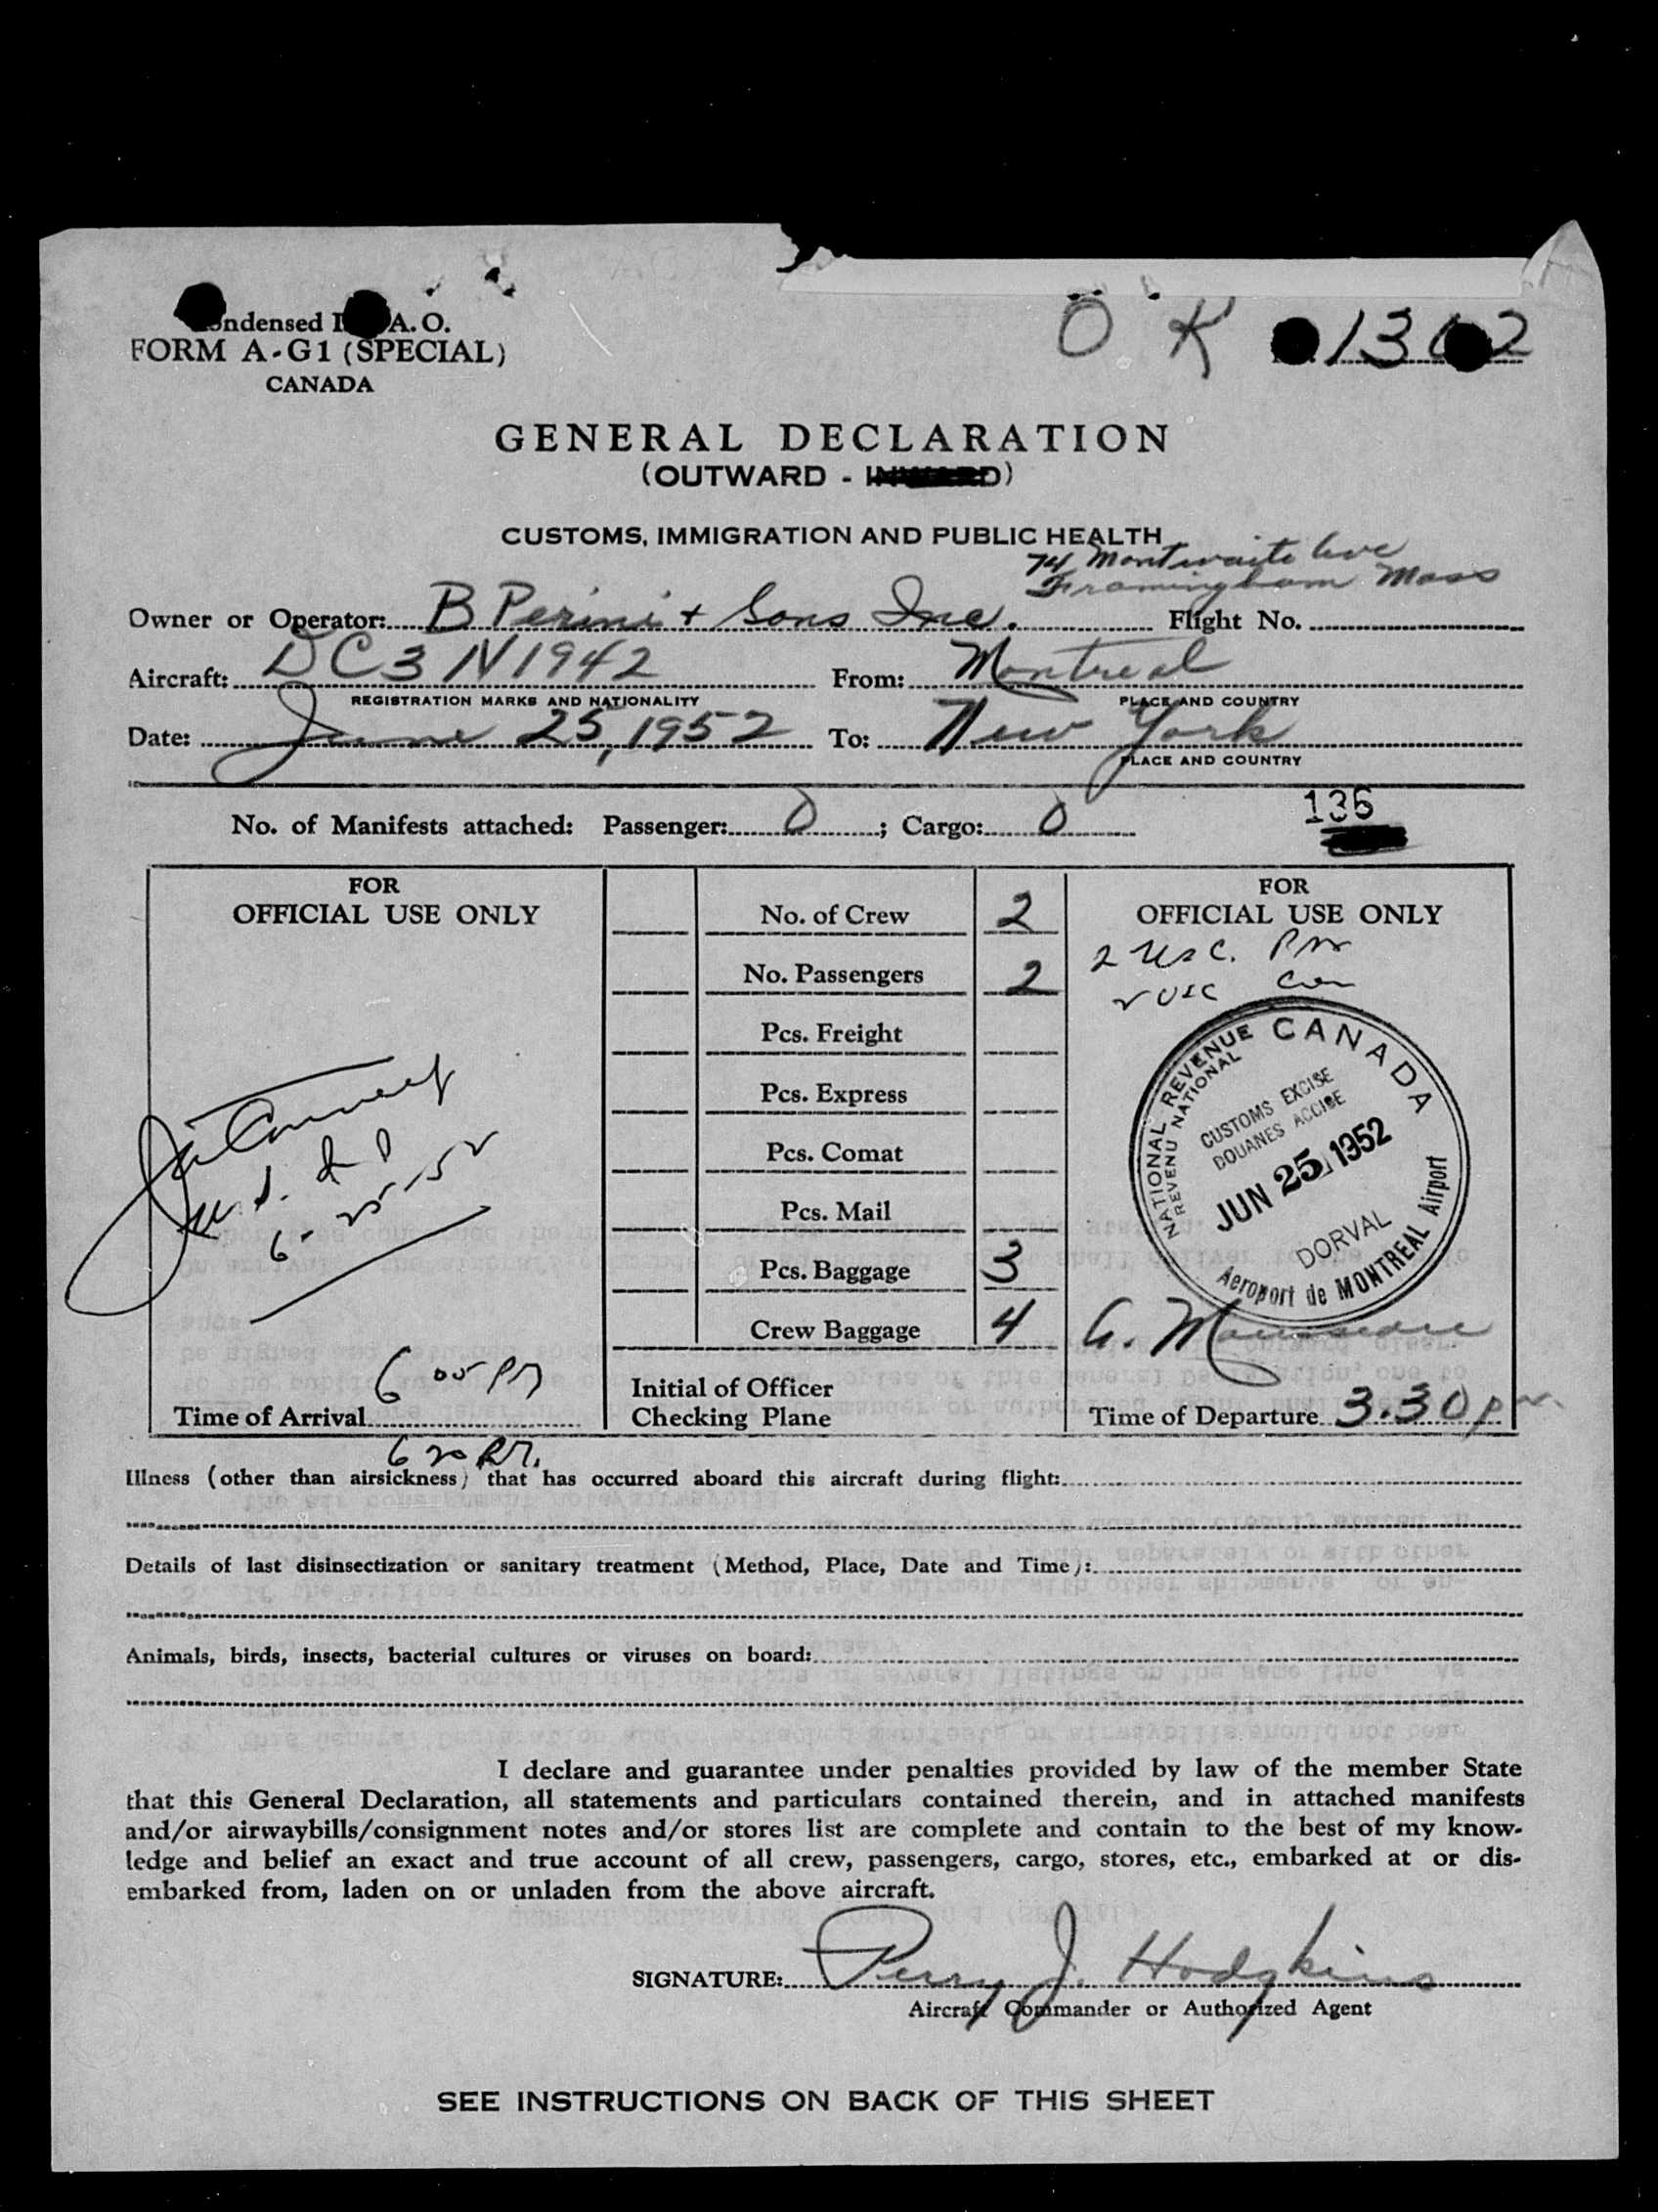 ndensed I A.O.
FORM A-G1 (SPECIAL)
CANADA
O K 13 2
GENERAL DECLARATION
(OUTWARD - INWARD)
CUSTOMS, IMMIGRATION AND PUBLIC HEALTH
74 Montwaite Ave
Framingham Mass
Owner or Operator: B Perini + Sons Inc. Flight No.
Aircraft: DC3 N1942 From: Montreal
REGISTRATION MARKS AND NATIONALITY PLACE AND COUNTRY
Date: June 25, 1952 To: New York
PLACE AND COUNTRY
No. of Manifests attached: Passenger: 0; Cargo: 0 135
FOR
OFFICIAL USE ONLY
6-25-52
6 05 PM
Time of Arrival
6 20 PM.
No. of Crew 2
No. Passengers 2
Pcs. Freight
Pcs. Express
Pcs. Comat
Pcs. Mail
Pcs. Baggage 3
Crew Baggage 4
Initial of Officer
Checking Plane
FOR
OFFICIAL USE ONLY
2 USC.
2 USC
NATIONAL REVENUE CANADA
REVENU NATIONAL
CUSTOMS EXCISE
DOUANES ACCISE
JUN 25 1952
DORVAL
Aeroport de MONTREAL Airport
Time of Departure 3.30 pm.
Illness (other than airsickness) that has occurred aboard this aircraft during flight:
Details of last disinsectization or sanitary treatment (Method, Place, Date and Time):
Animals, birds, insects, bacterial cultures or viruses on board:
I declare and guarantee under penalties provided by law of the member State
that this General Declaration, all statements and particulars contained therein, and in attached manifests
and/or airwaybills/consignment notes and/or stores list are complete and contain to the best of my know-
ledge and belief an exact and true account of all crew, passengers, cargo, stores, etc., embarked at or dis-
embarked from, laden on or unladen from the above aircraft.
SIGNATURE: Perry J. Hodgkins
Aircraft Commander or Authorized Agent
SEE INSTRUCTIONS ON BACK OF THIS SHEET